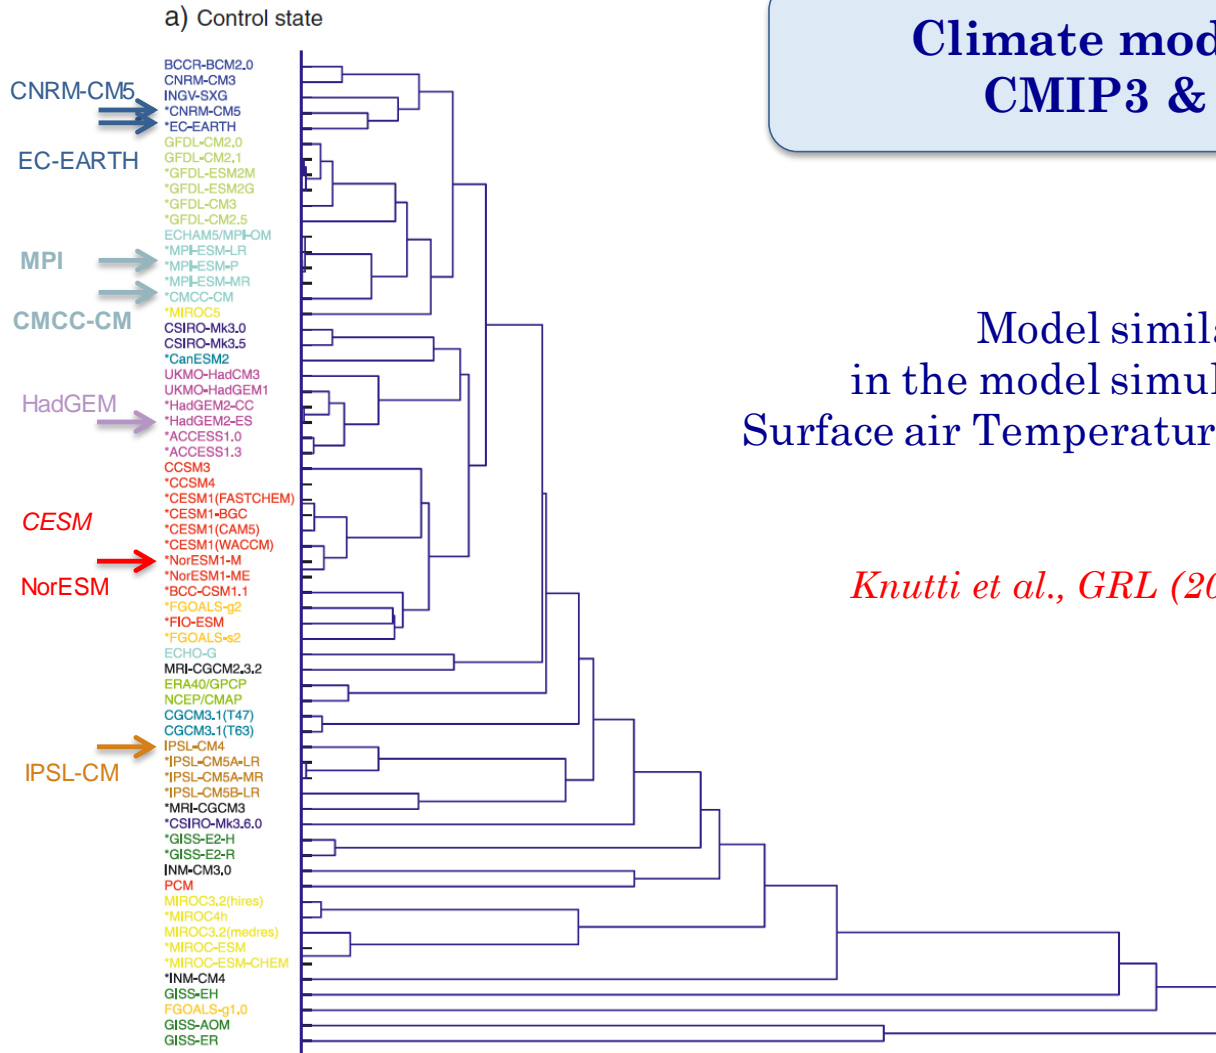 a) Control state
Climate mod
CMIP3 &
BCCR-BCM2.0
CNRM-CM3
INGV-SXG
*CNRM-CM5
*EC-EARTH
GFDL-CM2.0
GFDL-CM2.1
*GFDL-ESM2M
*GFDL-ESM2G
*GFDL-CM3
*GFDL-CM2.5
ECHAM5/MPI-OM
*MPI-ESM-LR
*MPI-ESM-P
*MPI-ESM-MR
*CMCC-CM
*MIROC5
CSIRO-Mk3.0
CSIRO-Mk3.5
*CanESM2
UKMO-HadCM3
UKMO-HadGEM1
*HadGEM2-CC
*HadGEM2-ES
*ACCESS1.0
*ACCESS1.3
CCSM3
*CCSM4
*CESM1(FASTCHEM)
*CESM1-BGC
*CESM1(CAM5)
*CESM1(WACCM)
*NorESM1-M
*NorESM1-ME
*BCC-CSM1.1
*FGOALS-g2
*FIO-ESM
*FGOALS-s2
ECHO-G
MRI-CGCM2.3.2
ERA40/GPCP
NCEP/CMAP
CGCM3.1(T47)
CGCM3.1(T63)
IPSL-CM4
*IPSL-CM5A-LR
*IPSL-CM5A-MR
*IPSL-CM5B-LR
*MRI-CGCM3
*CSIRO-Mk3.6.0
*GISS-E2-H
*GISS-E2-R
INM-CM3.0
PCM
MIROC3.2(hires)
*MIROC4h
MIROC3.2(medres)
*MIROC-ESM
*MIROC-ESM-CHEM
*INM-CM4
GISS-EH
FGOALS-g1.0
GISS-AOM
GISS-ER
CNRM-CM5
EC-EARTH
MPI
CMCC-CM
HadGEM
CESM
NorESM
IPSL-CM
Model simila
in the model simul
Surface air Temperatur
Knutti et al., GRL (20